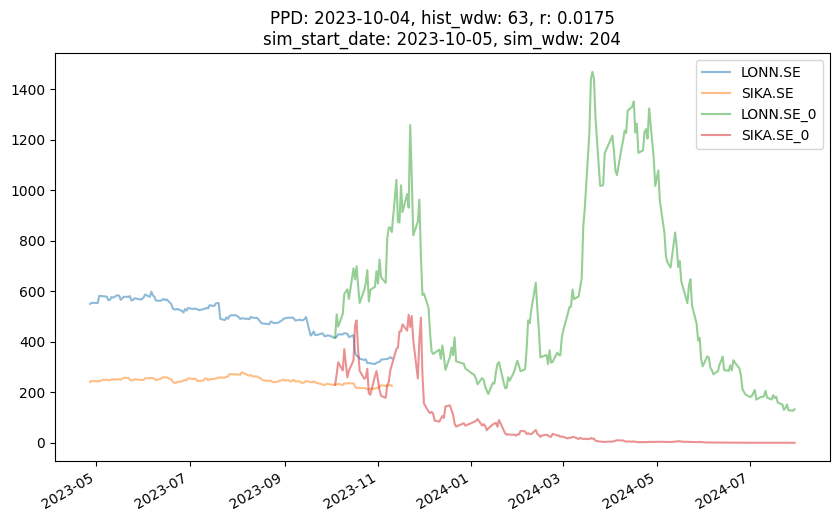 PPD: 2023-10-04, hist_wdw: 63, r: 0.0175
sim_start_date: 2023-10-05, sim_wdw: 204
LONN.SE
SIKA.SE
LONN.SE_0
SIKA.SE_0
1400
1200
1000
800
600
400
200
0
2023-05
2023-07
2023-09
2023-11
2024-01
2024-03
2024-05
2024-07